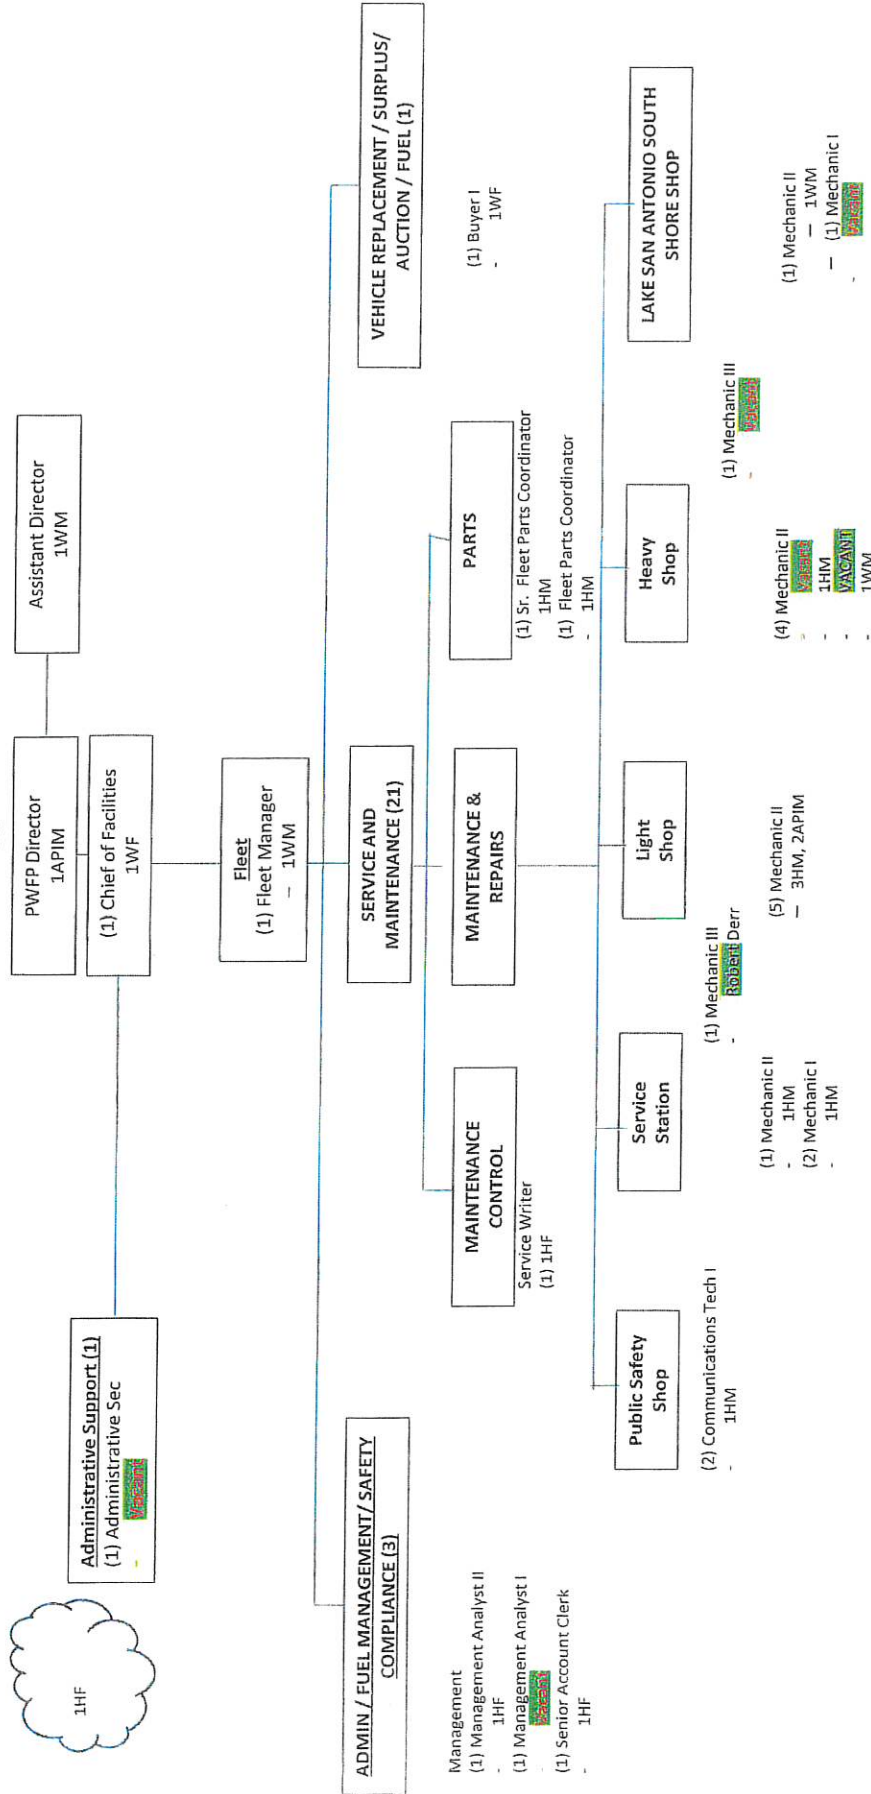 PWFP Director
1APIM
Assistant Director
1WM
(1) Chief of Facilities
1WF
1HF
Administrative Support (1)
(1) Administrative Sec
- Vacant
Fleet
(1) Fleet Manager
– 1WM
ADMIN / FUEL MANAGEMENT/ SAFETY
COMPLIANCE (3)
Management
(1) Management Analyst II
- 1HF
(1) Management Analyst I
- Vacant
(1) Senior Account Clerk
- 1HF
SERVICE AND
MAINTENANCE (21)
VEHICLE REPLACEMENT / SURPLUS/
AUCTION / FUEL (1)
(1) Buyer I
- 1WF
MAINTENANCE
CONTROL
Service Writer
(1) 1HF
MAINTENANCE &
REPAIRS
PARTS
(1) Sr. Fleet Parts Coordinator
1HM
(1) Fleet Parts Coordinator
- 1HM
Public Safety
Shop
(2) Communications Tech I
- 1HM
Service
Station
(1) Mechanic II
- 1HM
(2) Mechanic I
- 1HM
(1) Mechanic III
- Robert Derr
Light
Shop
(5) Mechanic II
– 3HM, 2APIM
Heavy
Shop
(4) Mechanic II
- Vacant
- 1HM
- VACANT
- 1WM
(1) Mechanic III
- Vacant
LAKE SAN ANTONIO SOUTH
SHORE SHOP
(1) Mechanic II
– 1WM
– (1) Mechanic I
- Vacant